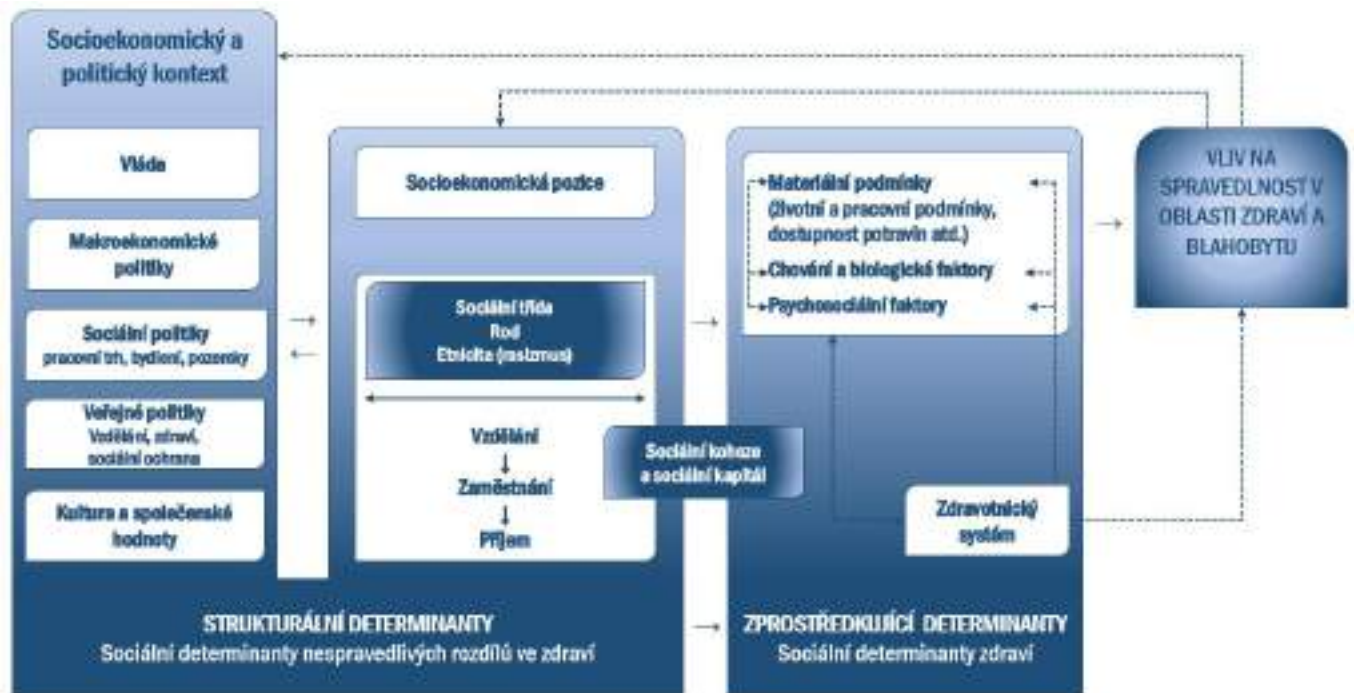 Socioekonomický a
politický kontext
Vláda
Makroekonomické
politiky
Sociální politiky
pracovní trh, bydlení, pozemky
Veřejné politiky
Vzdělání, zdraví,
sociální ochrana
Kultura a společenské
hodnoty
Socioekonomická pozice
Sociální třída
Rod
Etnicita (rasizmus)
Vzdělání
Zaměstnání
Příjem
Sociální koheze
a sociální kapitál
Materiální podmínky
(životní a pracovní podmínky,
dostupnost potravin atd.)
Chování a biologické faktory
Psychosociální faktory
Zdravotnický
systém
VLIV NA
SPRAVEDLNOST V
OBLASTI ZDRAVÍ A
BLAHOBYTU
STRUKTURÁLNÍ DETERMINANTY
Sociální determinanty nespravedlivých rozdílů ve zdraví
ZPROSTŘEDKUJÍCÍ DETERMINANTY
Sociální determinanty zdraví